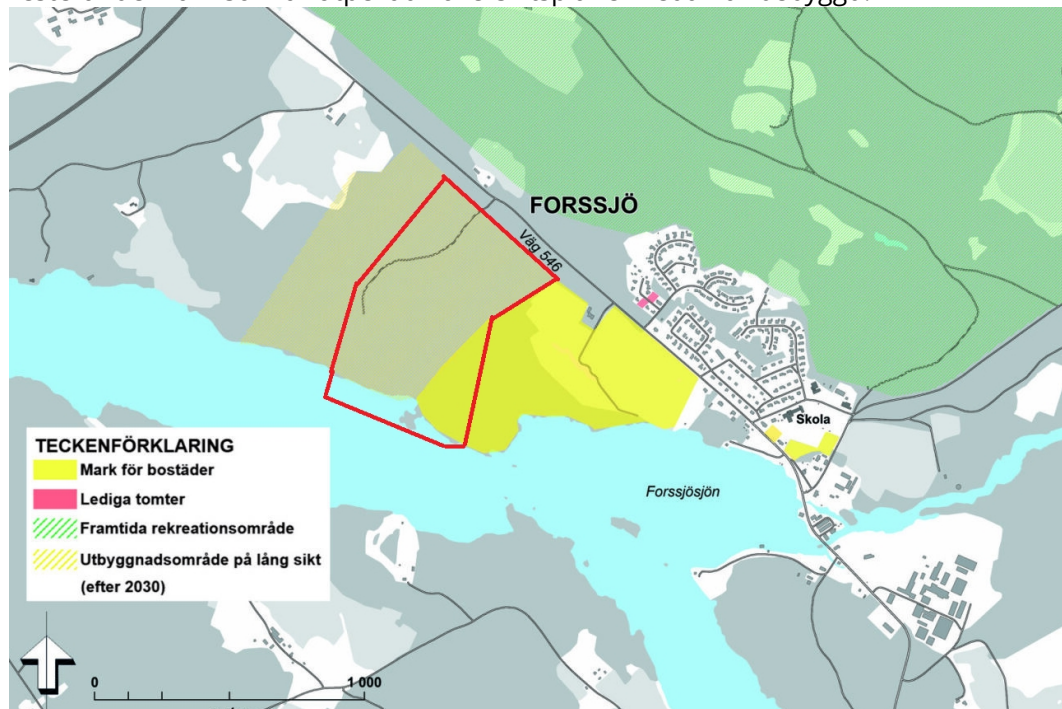 FORSSJÖ
Väg 546
Skola
Forssjösjön
TECKENFÖRKLARING
Mark för bostäder
Lediga tomter
Framtida rekreationsområde
Utbyggnadsområde på lång sikt
(efter 2030)
0 1 000